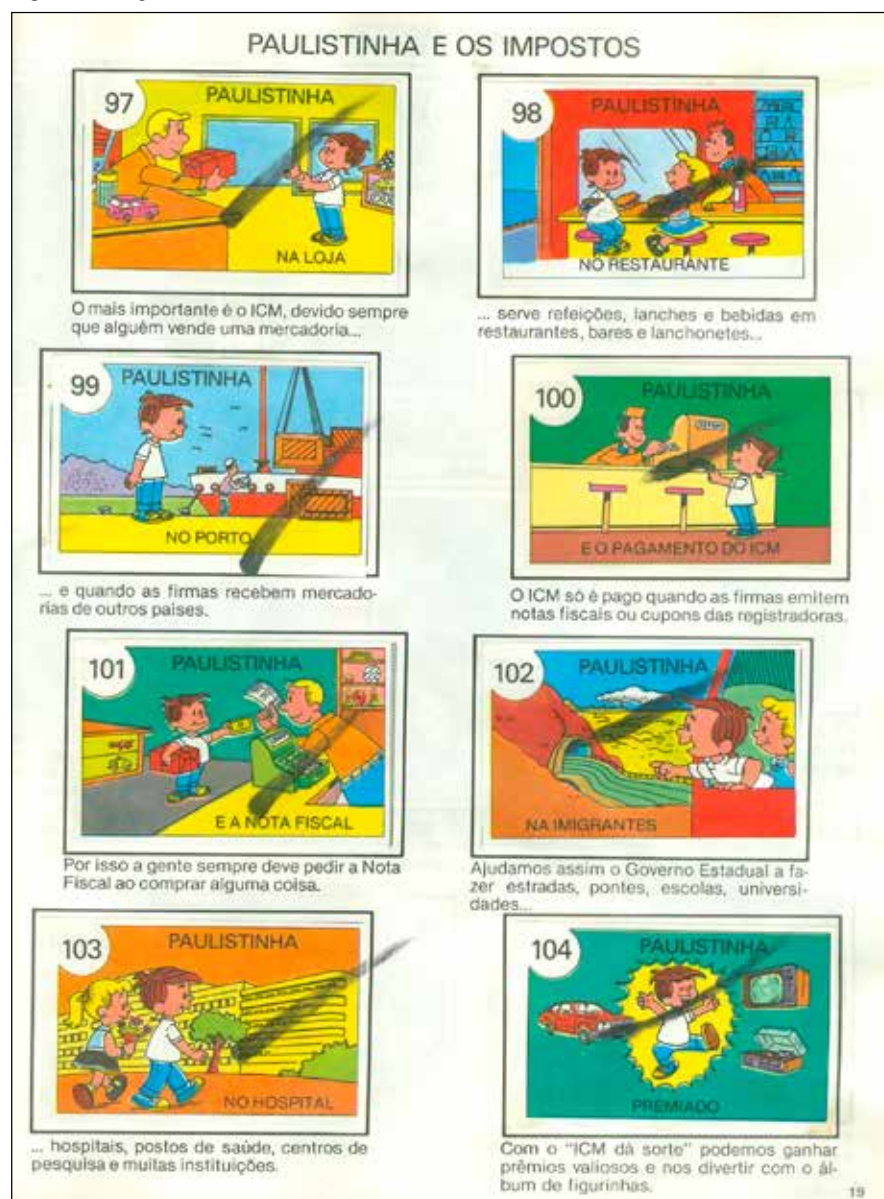 PAULISTINHA E OS IMPOSTOS
97
PAULISTINHA
NA LOJA
O mais importante é o ICM, devido sempre
que alguém vende uma mercadoria...
98
PAULISTINHA
NO RESTAURANTE
... serve refeições, lanches e bebidas em
restaurantes, bares e lanchonetes...
99
PAULISTINHA
NO PORTO
... e quando as firmas recebem mercado-
rias de outros países.
100
PAULISTINHA
E O PAGAMENTO DO ICM
O ICM só é pago quando as firmas emitem
notas fiscais ou cupons das registradoras.
101
PAULISTINHA
E A NOTA FISCAL
Por isso a gente sempre deve pedir a Nota
Fiscal ao comprar alguma coisa.
102
PAULISTINHA
NA IMIGRANTES
Ajudamos assim o Governo Estadual a fa-
zer estradas, pontes, escolas, universi-
dades...
103
PAULISTINHA
NO HOSPITAL
... hospitais, postos de saúde, centros de
pesquisa e muitas instituições.
104
PAULISTINHA
PREMIADO
Com o "ICM dá sorte" podemos ganhar
prêmios valiosos e nos divertir com o ál-
bum de figurinhas.
19